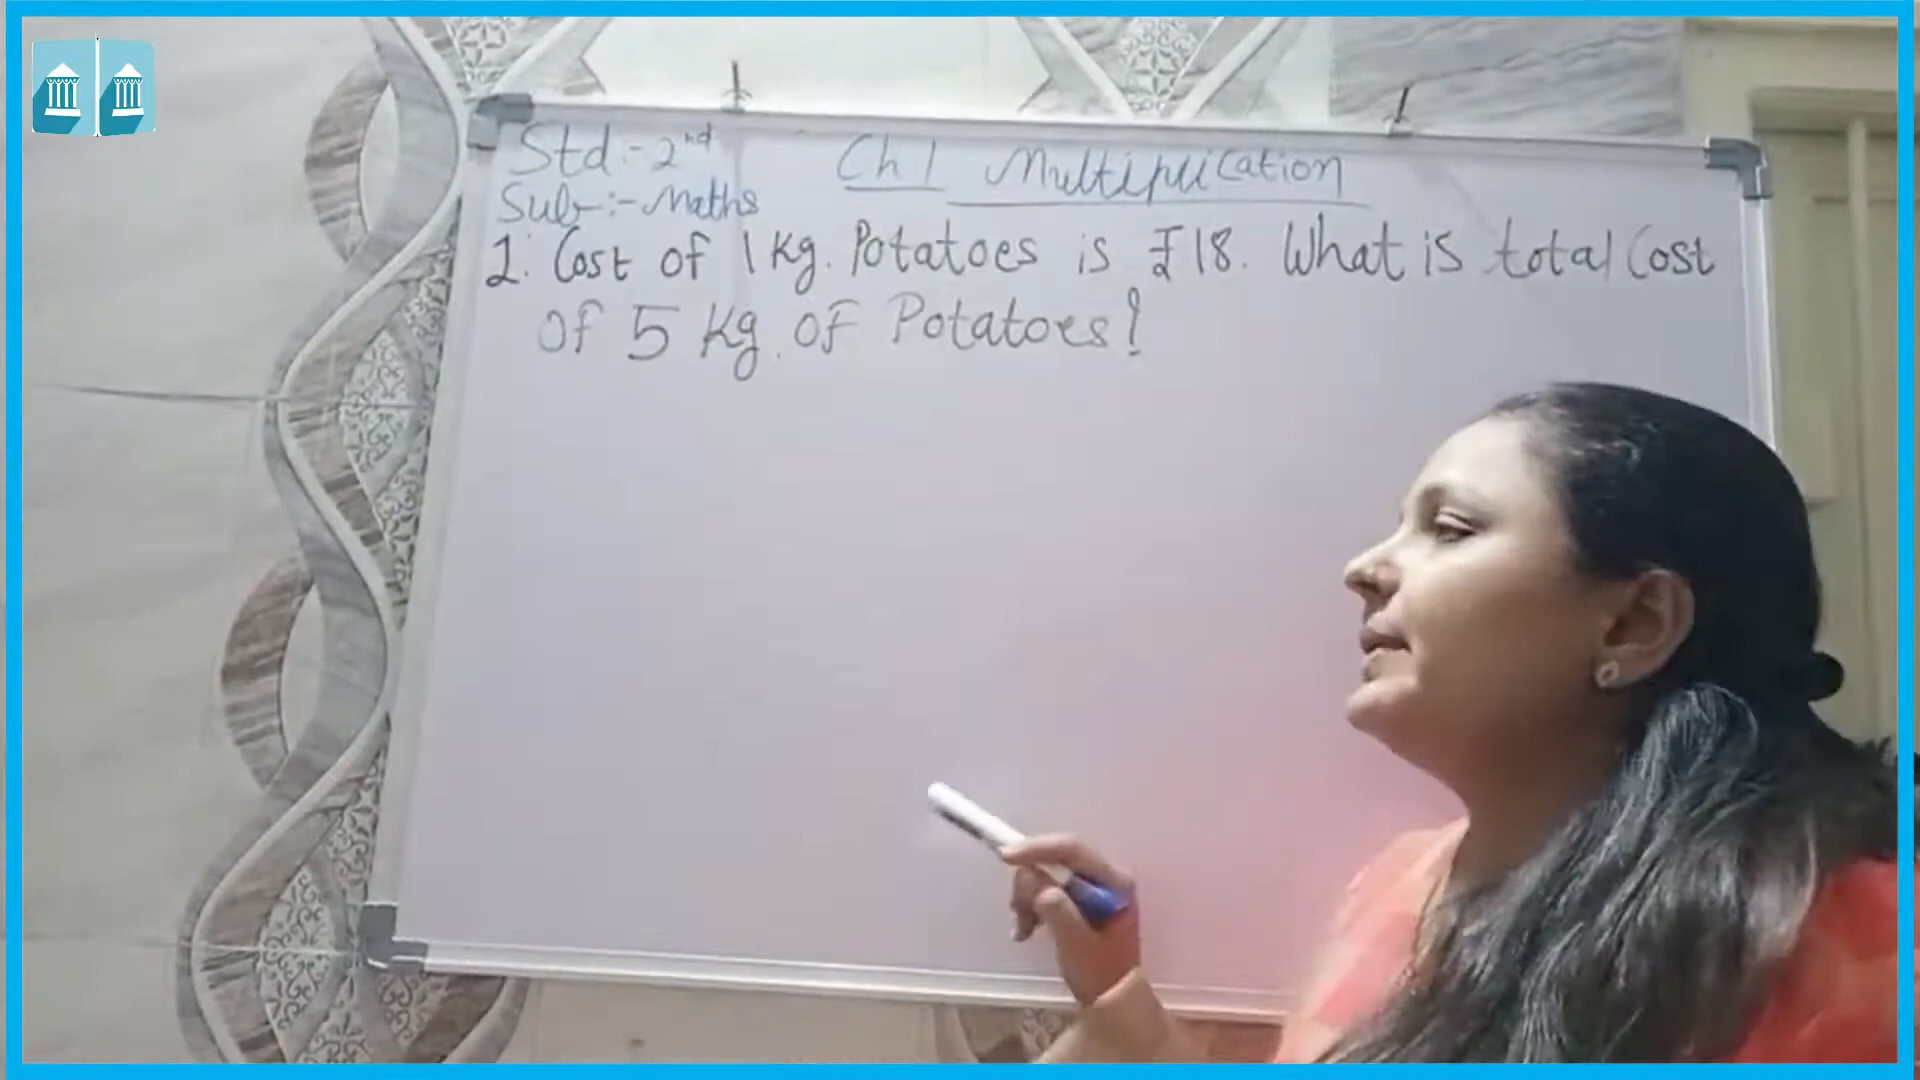 Std:- 2nd Ch 1 Multiplication
Sub:- Maths
1. Cost of 1 Kg. Potatoes is ₹18. What is total Cost
of 5 Kg. of Potatoes?